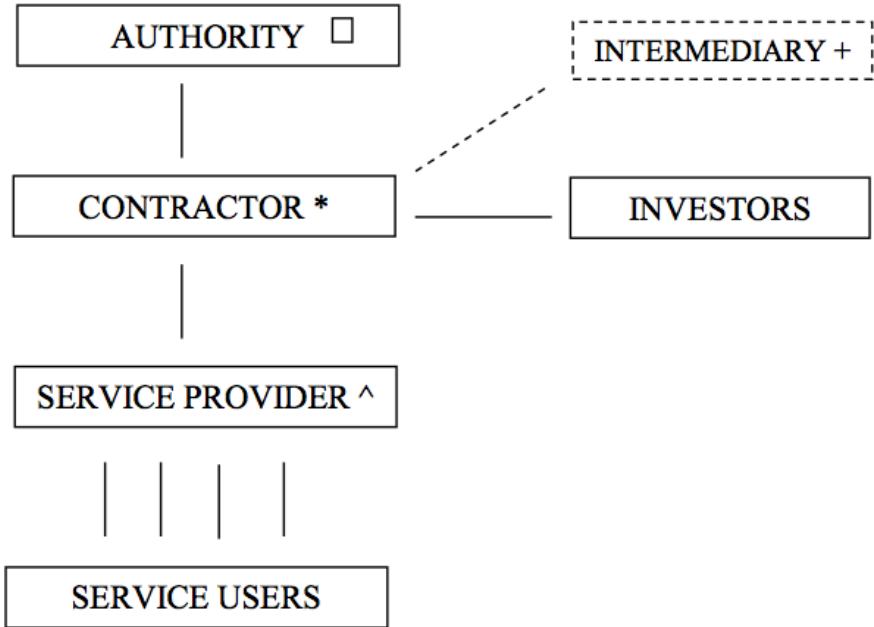 AUTHORITY □
INTERMEDIARY +
CONTRACTOR *
INVESTORS
SERVICE PROVIDER ^
SERVICE USERS